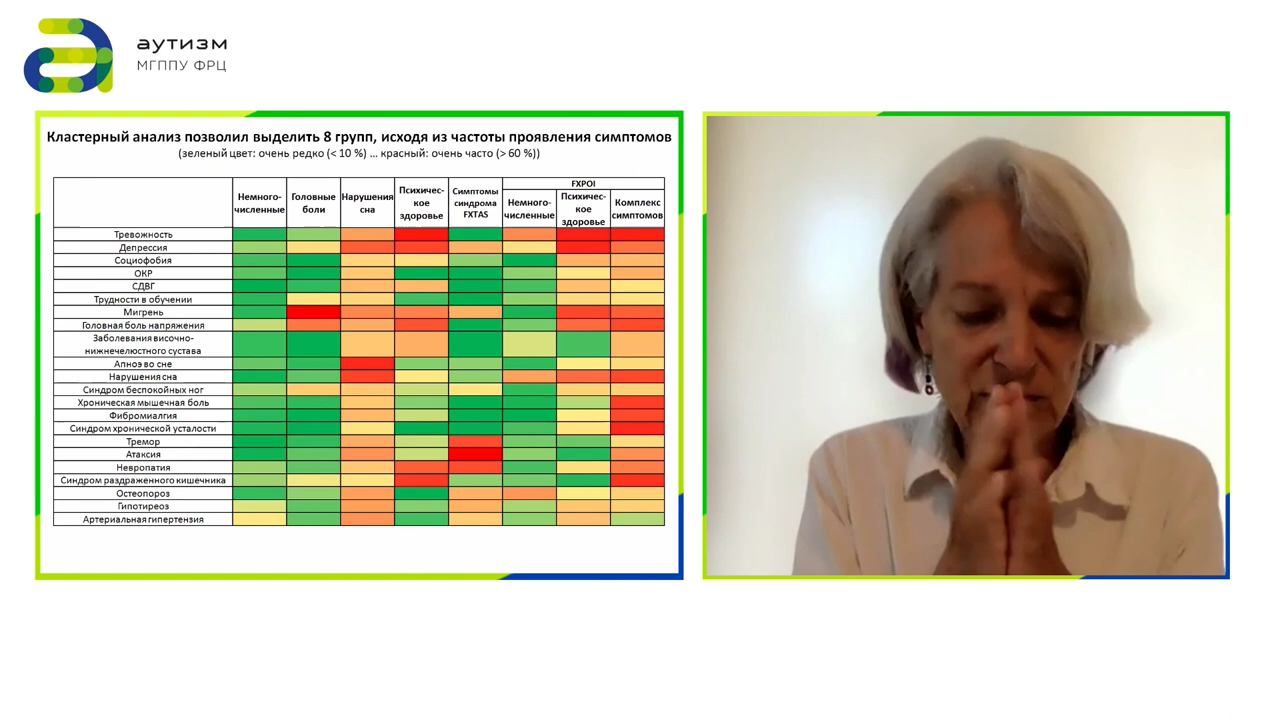 аутизм
МГППУ ФРЦ
Кластерный анализ позволил выделить 8 групп, исходя из частоты проявления симптомов
(зеленый цвет: очень редко (< 10 %) ... красный: очень часто (> 60 %))
Немного-
численные
Головные
боли
Нарушения
сна
Психичес-
кое
здоровье
Симптомы
синдрома
FXTAS
FXPOI
Немного-
численные
Психичес-
кое
здоровье
Комплекс
симптомов
Тревожность
Депрессия
Социофобия
ОКР
СДВГ
Трудности в обучении
Мигрень
Головная боль напряжения
Заболевания височно-
нижнечелюстного сустава
Апноэ во сне
Нарушения сна
Синдром беспокойных ног
Хроническая мышечная боль
Фибромиалгия
Синдром хронической усталости
Тремор
Атаксия
Невропатия
Синдром раздраженного кишечника
Остеопороз
Гипотиреоз
Артериальная гипертензия